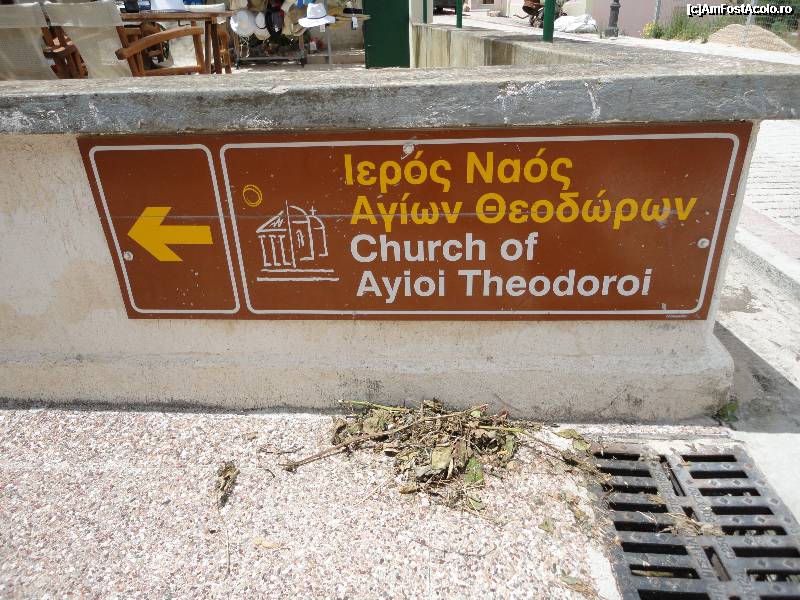 [c]AmFostAcolo.ro
Ιερός Ναός
Αγίων Θεοδώρων
Church of
Ayioi Theodoroi